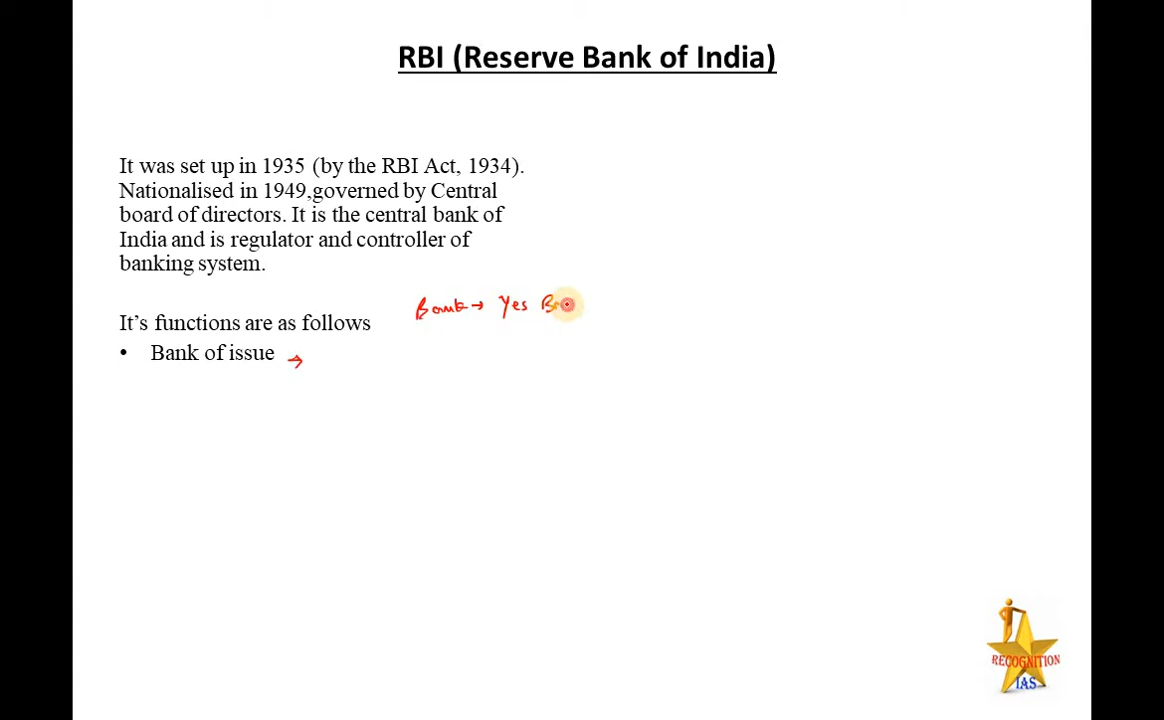 RBI (Reserve Bank of India)
It was set up in 1935 (by the RBI Act, 1934).
Nationalised in 1949,governed by Central
board of directors. It is the central bank of
India and is regulator and controller of
banking system.
Bank → Yes
It's functions are as follows
• Bank of issue →
RECOGNITION
IAS